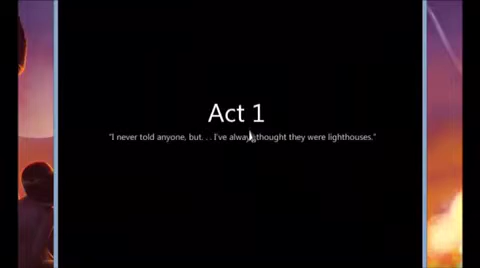 Act 1
"I never told anyone, but. . . I've always thought they were lighthouses."